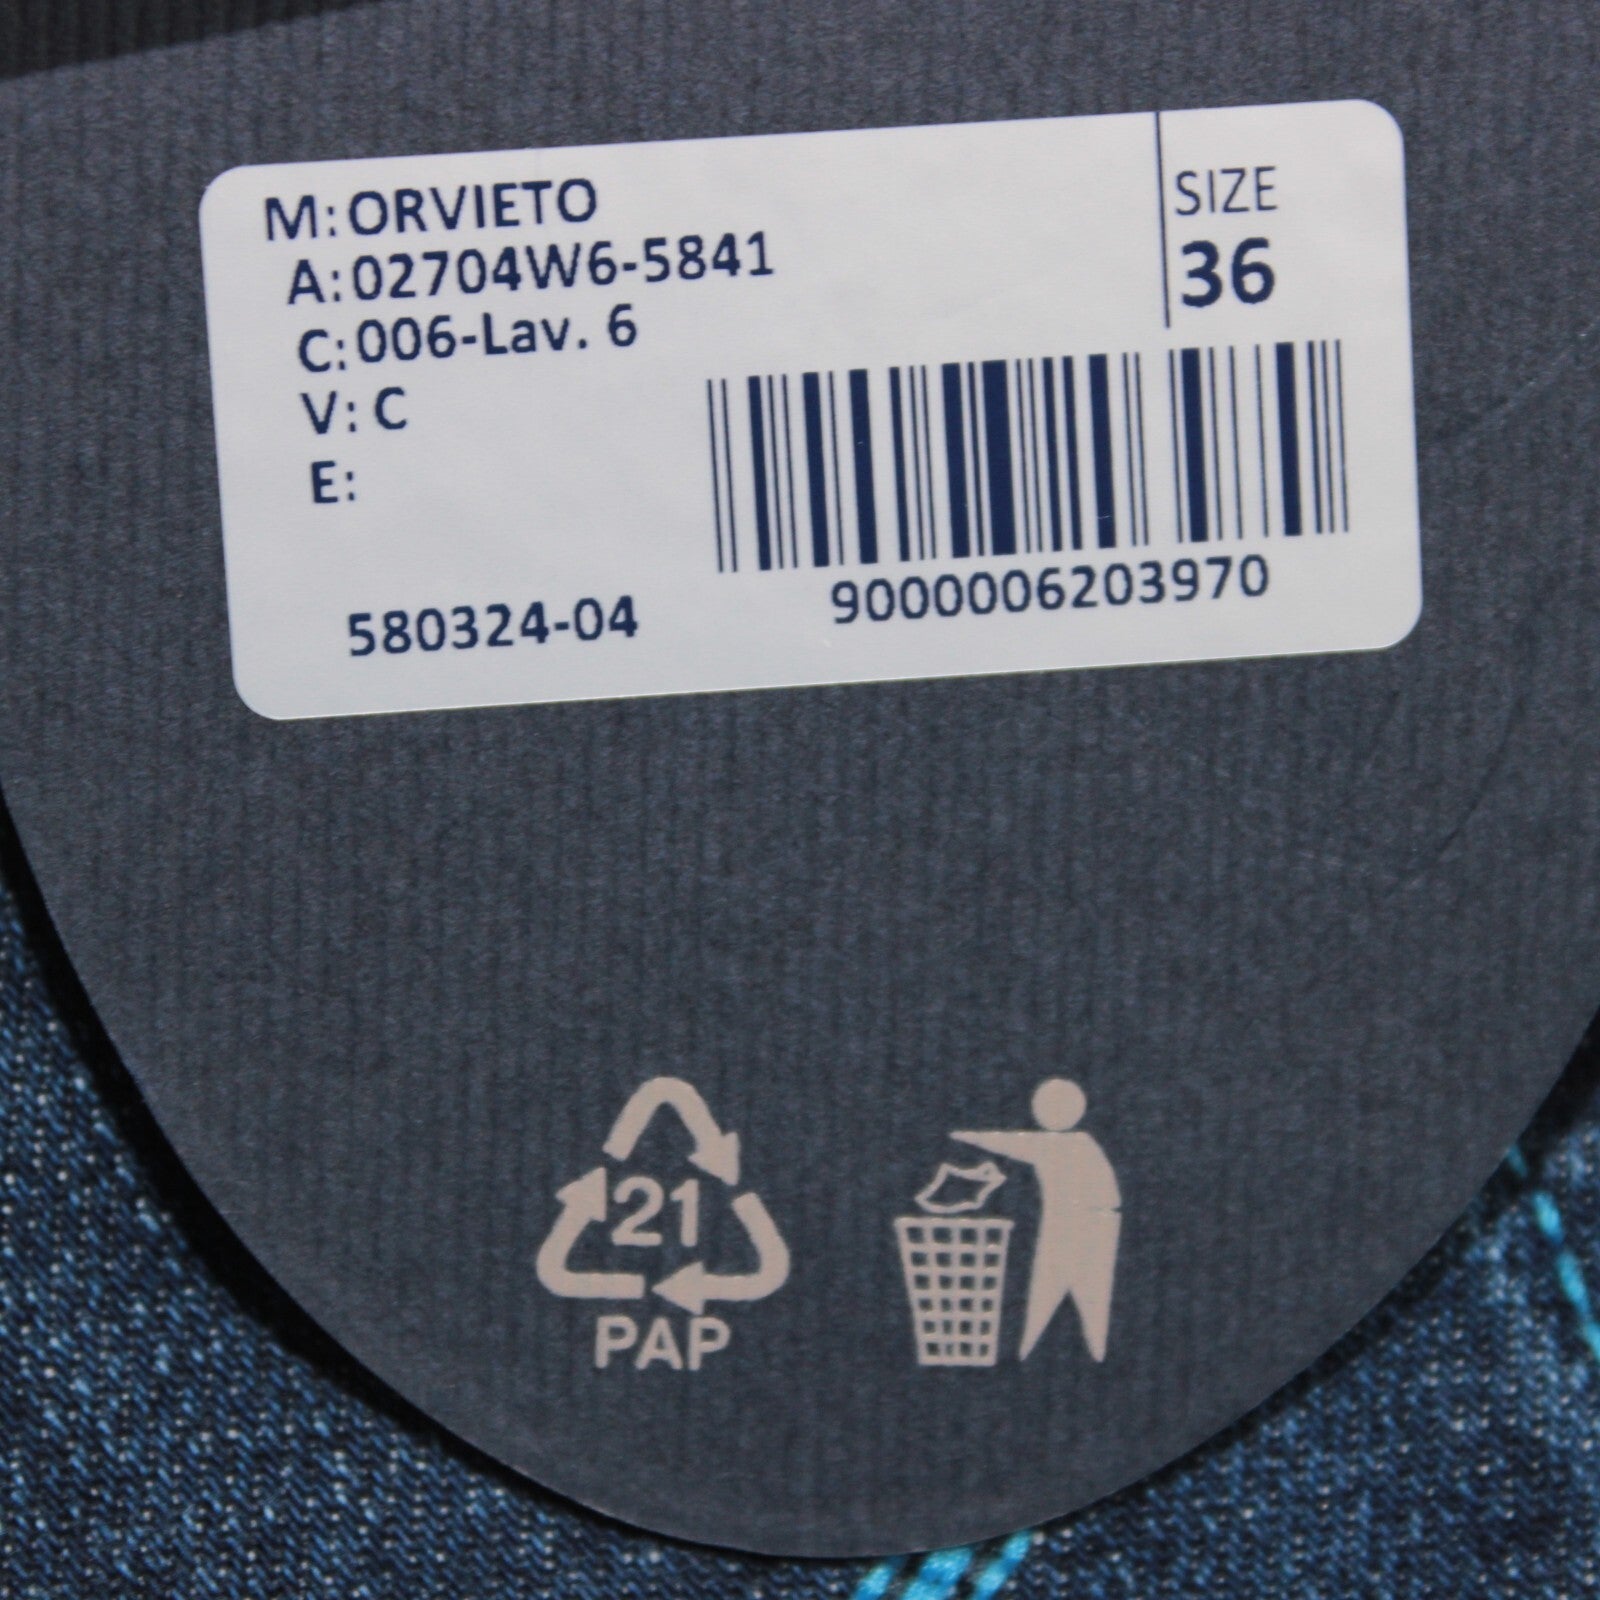 M: ORVIETO
A: 02704W6-5841
C: 006-Lav. 6
V: C
E:
SIZE
36
580324-04
9000006203970
21
PAP